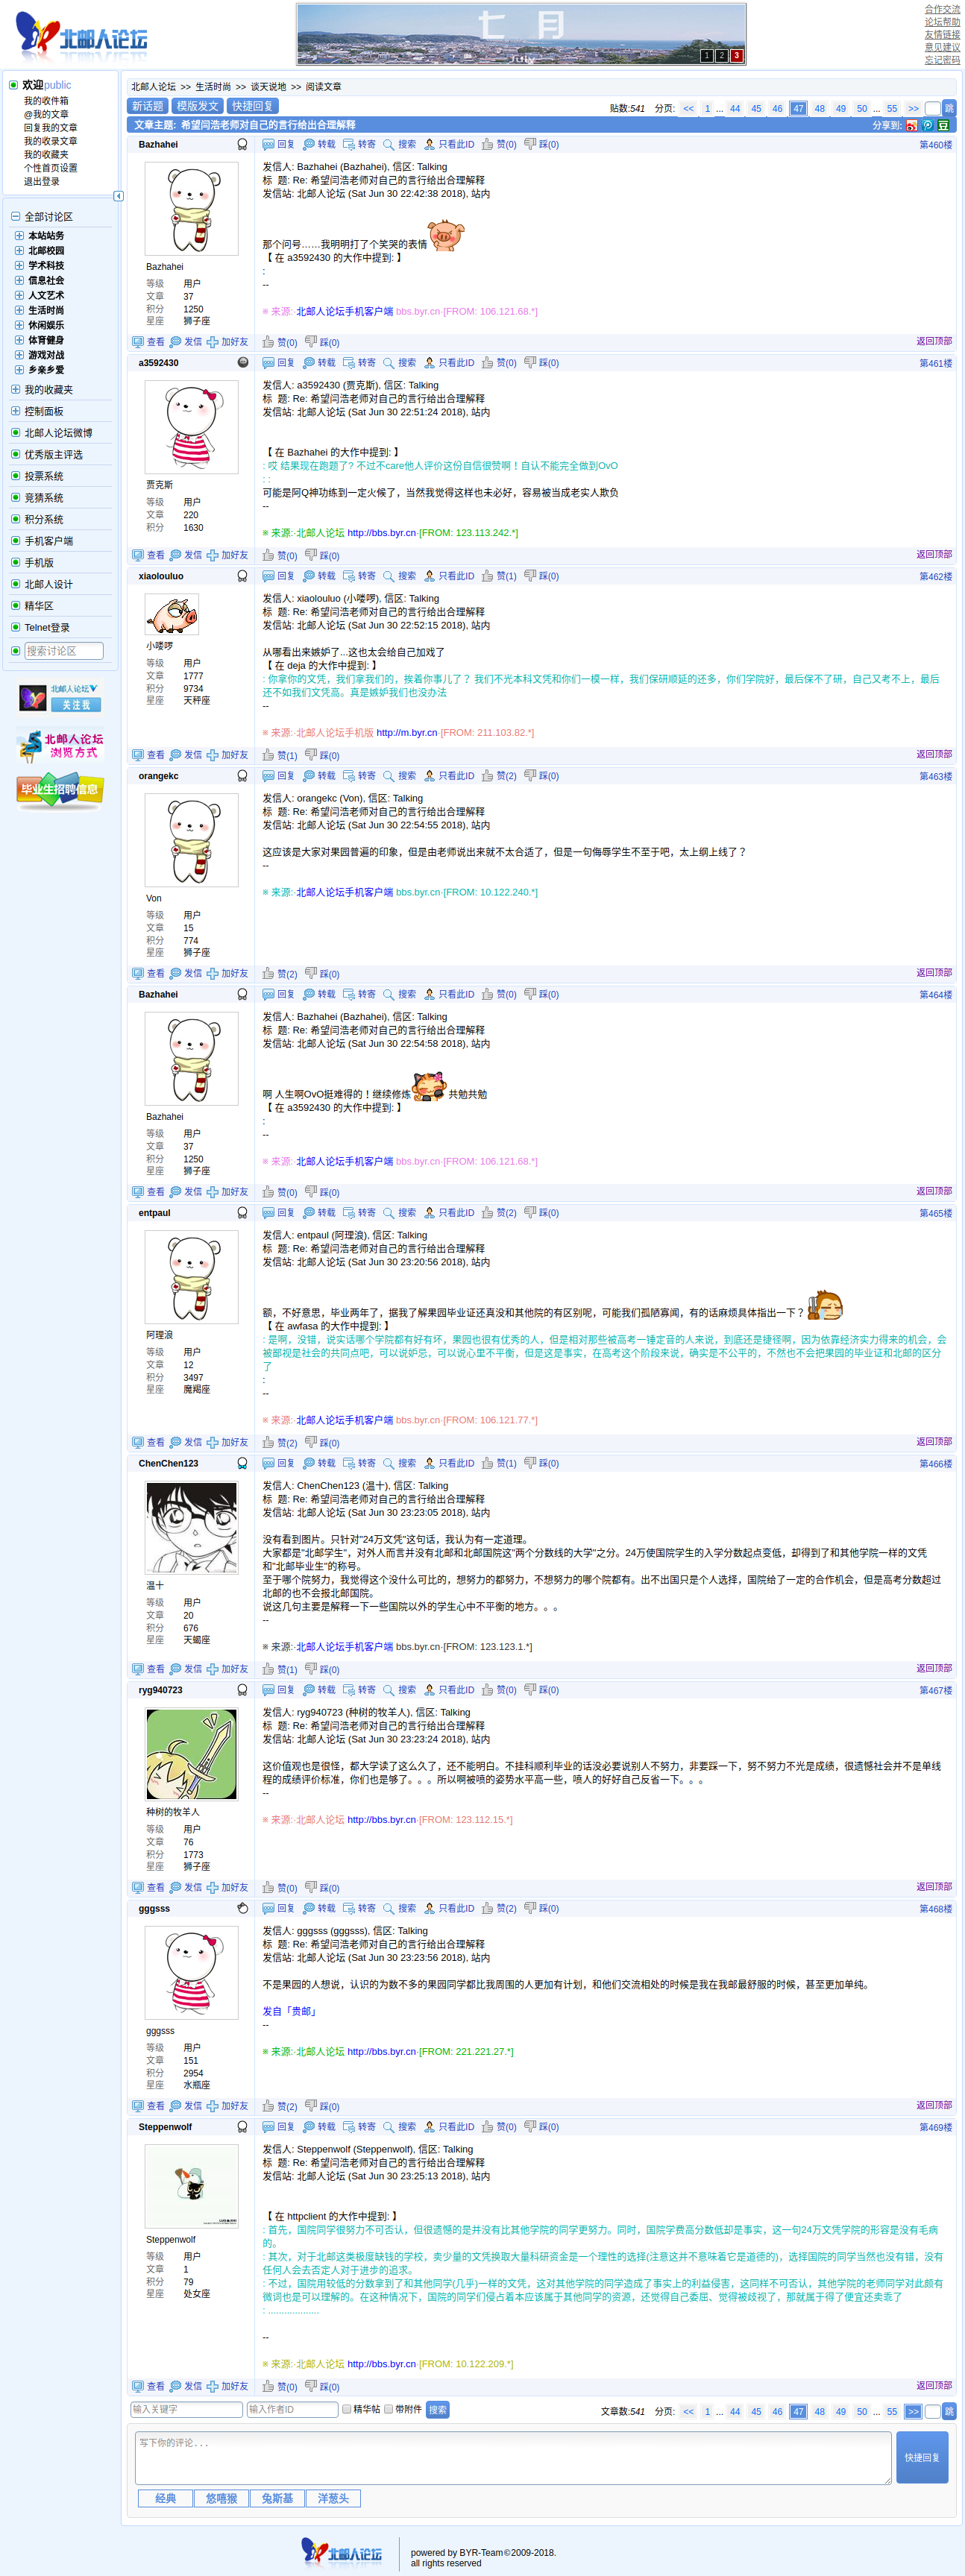 北邮人论坛
七 月
July
1 2 3
合作交流
论坛帮助
友情链接
意见建议
忘记密码
欢迎public
我的收件箱
@我的文章
回复我的文章
我的收录文章
我的收藏夹
个性首页设置
退出登录
全部讨论区
本站站务
北邮校园
学术科技
信息社会
人文艺术
生活时尚
休闲娱乐
体育健身
游戏对战
乡亲乡爱
我的收藏夹
控制面板
北邮人论坛微博
优秀版主评选
投票系统
竞猜系统
积分系统
手机客户端
手机版
北邮人设计
精华区
Telnet登录
搜索讨论区
北邮人论坛
关注我
北邮人论坛
浏览方式
毕业生招聘信息
北邮人论坛 >> 生活时尚 >> 谈天说地 >> 阅读文章
新话题 模版发文 快捷回复
贴数:541 分页: << 1 ... 44 45 46 47 48 49 50 51 ... 55 >> 跳
文章主题: 希望闫浩老师对自己的言行给出合理解释
分享到:
Bazhahei 回复 转载 转寄 搜索 只看此ID 赞(0) 踩(0) 第460楼
发信人: Bazhahei (Bazhahei), 信区: Talking
标 题: Re: 希望闫浩老师对自己的言行给出合理解释
发信站: 北邮人论坛 (Sat Jun 30 22:42:38 2018), 站内
那个问号……我明明打了个笑哭的表情
【 在 a3592430 的大作中提到: 】
:
--
※ 来源:·北邮人论坛手机客户端 bbs.byr.cn·[FROM: 106.121.68.*]
Bazhahei
等级 用户
文章 37
积分 1250
星座 狮子座
查看 发信 加好友 赞(0) 踩(0) 返回顶部
a3592430 回复 转载 转寄 搜索 只看此ID 赞(0) 踩(0) 第461楼
发信人: a3592430 (贾克斯), 信区: Talking
标 题: Re: 希望闫浩老师对自己的言行给出合理解释
发信站: 北邮人论坛 (Sat Jun 30 22:51:24 2018), 站内
【 在 Bazhahei 的大作中提到: 】
: 哎 结果现在跑题了? 不过不care他人评价这份自信很赞啊！自认不能完全做到OvO
: :
可能是阿Q神功练到一定火候了，当然我觉得这样也未必好，容易被当成老实人欺负
--
※ 来源:·北邮人论坛 http://bbs.byr.cn·[FROM: 123.113.242.*]
贾克斯
等级 用户
文章 220
积分 1630
查看 发信 加好友 赞(0) 踩(0) 返回顶部
xiaolouluo 回复 转载 转寄 搜索 只看此ID 赞(1) 踩(0) 第462楼
发信人: xiaolouluo (小喽啰), 信区: Talking
标 题: Re: 希望闫浩老师对自己的言行给出合理解释
发信站: 北邮人论坛 (Sat Jun 30 22:52:15 2018), 站内
从哪看出来嫉妒了...这也太会给自己加戏了
【 在 deja 的大作中提到: 】
: 你拿你的文凭，我们拿我们的，挨着你事儿了？ 我们不光本科文凭和你们一模一样，我们保研顺延的还多，你们学院好，最后保不了研，自己又考不上，最后
还不如我们文凭高。真是嫉妒我们也没办法
--
※ 来源:·北邮人论坛手机版 http://m.byr.cn·[FROM: 211.103.82.*]
小喽啰
等级 用户
文章 1777
积分 9734
星座 天秤座
查看 发信 加好友 赞(1) 踩(0) 返回顶部
orangekc 回复 转载 转寄 搜索 只看此ID 赞(2) 踩(0) 第463楼
发信人: orangekc (Von), 信区: Talking
标 题: Re: 希望闫浩老师对自己的言行给出合理解释
发信站: 北邮人论坛 (Sat Jun 30 22:54:55 2018), 站内
这应该是大家对果园普遍的印象，但是由老师说出来就不太合适了，但是一句侮辱学生不至于吧，太上纲上线了？
--
※ 来源:·北邮人论坛手机客户端 bbs.byr.cn·[FROM: 10.122.240.*]
Von
等级 用户
文章 15
积分 774
星座 狮子座
查看 发信 加好友 赞(2) 踩(0) 返回顶部
Bazhahei 回复 转载 转寄 搜索 只看此ID 赞(0) 踩(0) 第464楼
发信人: Bazhahei (Bazhahei), 信区: Talking
标 题: Re: 希望闫浩老师对自己的言行给出合理解释
发信站: 北邮人论坛 (Sat Jun 30 22:54:58 2018), 站内
啊 人生啊OvO挺难得的！继续修炼 共勉共勉
【 在 a3592430 的大作中提到: 】
:
--
※ 来源:·北邮人论坛手机客户端 bbs.byr.cn·[FROM: 106.121.68.*]
Bazhahei
等级 用户
文章 37
积分 1250
星座 狮子座
查看 发信 加好友 赞(0) 踩(0) 返回顶部
entpaul 回复 转载 转寄 搜索 只看此ID 赞(2) 踩(0) 第465楼
发信人: entpaul (阿理浪), 信区: Talking
标 题: Re: 希望闫浩老师对自己的言行给出合理解释
发信站: 北邮人论坛 (Sat Jun 30 23:20:56 2018), 站内
额，不好意思，毕业两年了，据我了解果园毕业证还真没和其他院的有区别呢，可能我们孤陋寡闻，有的话麻烦具体指出一下？
【 在 awfasa 的大作中提到: 】
: 是啊，没错，说实话哪个学院都有好有坏，果园也很有优秀的人，但是相对那些被高考一锤定音的人来说，到底还是捷径啊，因为依靠经济实力得来的机会，会
被鄙视是社会的共同点吧，可以说妒忌，可以说心里不平衡，但是这是事实，在高考这个阶段来说，确实是不公平的，不然也不会把果园的毕业证和北邮的区分
了
:
--
※ 来源:·北邮人论坛手机客户端 bbs.byr.cn·[FROM: 106.121.77.*]
阿理浪
等级 用户
文章 12
积分 3497
星座 魔羯座
查看 发信 加好友 赞(2) 踩(0) 返回顶部
ChenChen123 回复 转载 转寄 搜索 只看此ID 赞(1) 踩(0) 第466楼
发信人: ChenChen123 (温十), 信区: Talking
标 题: Re: 希望闫浩老师对自己的言行给出合理解释
发信站: 北邮人论坛 (Sat Jun 30 23:23:05 2018), 站内
没有看到图片。只针对"24万文凭"这句话，我认为有一定道理。
大家都是"北邮学生"，对外人而言并没有北邮和北邮国院这"两个分数线的大学"之分。24万使国院学生的入学分数起点变低，却得到了和其他学院一样的文凭
和"北邮毕业生"的称号。
至于哪个院努力，我觉得这个没什么可比的，想努力的都努力，不想努力的哪个院都有。出不出国只是个人选择，国院给了一定的合作机会，但是高考分数超过
北邮的也不会报北邮国院。
说这几句主要是解释一下一些国院以外的学生心中不平衡的地方。。。
--
※ 来源:·北邮人论坛手机客户端 bbs.byr.cn·[FROM: 123.123.1.*]
温十
等级 用户
文章 20
积分 676
星座 天蝎座
查看 发信 加好友 赞(1) 踩(0) 返回顶部
ryg940723 回复 转载 转寄 搜索 只看此ID 赞(0) 踩(0) 第467楼
发信人: ryg940723 (种树的牧羊人), 信区: Talking
标 题: Re: 希望闫浩老师对自己的言行给出合理解释
发信站: 北邮人论坛 (Sat Jun 30 23:23:24 2018), 站内
这价值观也是很怪，都大学读了这么久了，还不能明白。不挂科顺利毕业的话没必要说别人不努力，非要踩一下，努不努力不光是成绩，很遗憾社会并不是单线
程的成绩评价标准，你们也是够了。。。所以啊被喷的姿势水平高一些，喷人的好好自己反省一下。。。
--
※ 来源:·北邮人论坛 http://bbs.byr.cn·[FROM: 123.112.15.*]
种树的牧羊人
等级 用户
文章 76
积分 1773
星座 狮子座
查看 发信 加好友 赞(0) 踩(0) 返回顶部
gggsss 回复 转载 转寄 搜索 只看此ID 赞(2) 踩(0) 第468楼
发信人: gggsss (gggsss), 信区: Talking
标 题: Re: 希望闫浩老师对自己的言行给出合理解释
发信站: 北邮人论坛 (Sat Jun 30 23:23:56 2018), 站内
不是果园的人想说，认识的为数不多的果园同学都比我周围的人更加有计划，和他们交流相处的时候是我在我邮最舒服的时候，甚至更加单纯。
发自「贵邮」
--
※ 来源:·北邮人论坛 http://bbs.byr.cn·[FROM: 221.221.27.*]
gggsss
等级 用户
文章 151
积分 2954
星座 水瓶座
查看 发信 加好友 赞(2) 踩(0) 返回顶部
Steppenwolf 回复 转载 转寄 搜索 只看此ID 赞(0) 踩(0) 第469楼
发信人: Steppenwolf (Steppenwolf), 信区: Talking
标 题: Re: 希望闫浩老师对自己的言行给出合理解释
发信站: 北邮人论坛 (Sat Jun 30 23:25:13 2018), 站内
【 在 httpclient 的大作中提到: 】
: 首先，国院同学很努力不可否认，但很遗憾的是并没有比其他学院的同学更努力。同时，国院学费高分数低却是事实，这一句24万文凭学院的形容是没有毛病
的。
: 其次，对于北邮这类极度缺钱的学校，卖少量的文凭换取大量科研资金是一个理性的选择(注意这并不意味着它是道德的)，选择国院的同学当然也没有错，没有
任何人会去否定人对于进步的追求。
: 不过，国院用较低的分数拿到了和其他同学(几乎)一样的文凭，这对其他学院的同学造成了事实上的利益侵害，这同样不可否认，其他学院的老师同学对此颇有
微词也是可以理解的。在这种情况下，国院的同学们侵占着本应该属于其他同学的资源，还觉得自己委屈、觉得被歧视了，那就属于得了便宜还卖乖了
: ...................
--
※ 来源:·北邮人论坛 http://bbs.byr.cn·[FROM: 10.122.209.*]
Steppenwolf
等级 用户
文章 1
积分 79
星座 处女座
查看 发信 加好友 赞(0) 踩(0) 返回顶部
输入关键字 输入作者ID 精华帖 带附件 搜索
文章数:541 分页: << 1 ... 44 45 46 47 48 49 50 51 ... 55 >> 跳
写下你的评论...
快捷回复
经典 悠嘻猴 兔斯基 洋葱头
北邮人论坛
powered by BYR-Team©2009-2018.
all rights reserved